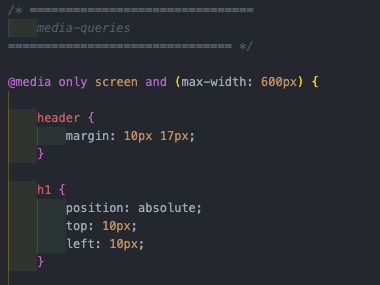 /* ===============================
    media-queries
=============================== */

@media only screen and (max-width: 600px) {

    header {
        margin: 10px 17px;
    }

    h1 {
        position: absolute;
        top: 10px;
        left: 10px;
    }